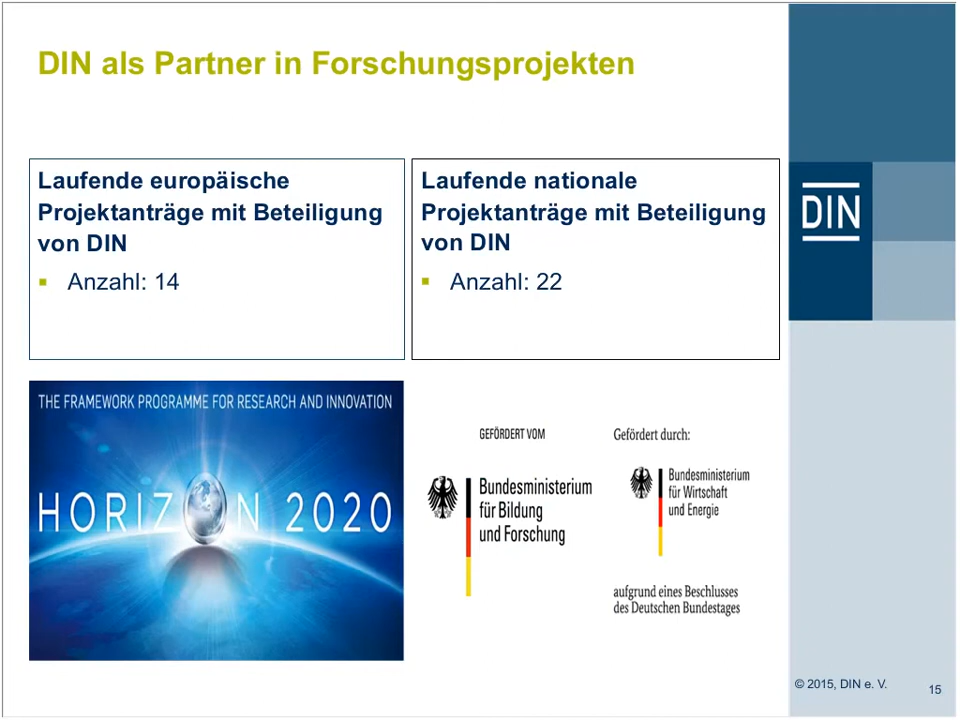 DIN als Partner in Forschungsprojekten
Laufende europäische
Projektanträge mit Beteiligung
von DIN
▪ Anzahl: 14
Laufende nationale
Projektanträge mit Beteiligung
von DIN
▪ Anzahl: 22
DIN
THE FRAMEWORK PROGRAMME FOR RESEARCH AND INNOVATION
HORIZON 2020
GEFÖRDERT VOM
Bundesministerium
für Bildung
und Forschung
Gefördert durch:
Bundesministerium
für Wirtschaft
und Energie
aufgrund eines Beschlusses
des Deutschen Bundestages
© 2015, DIN e. V.
15